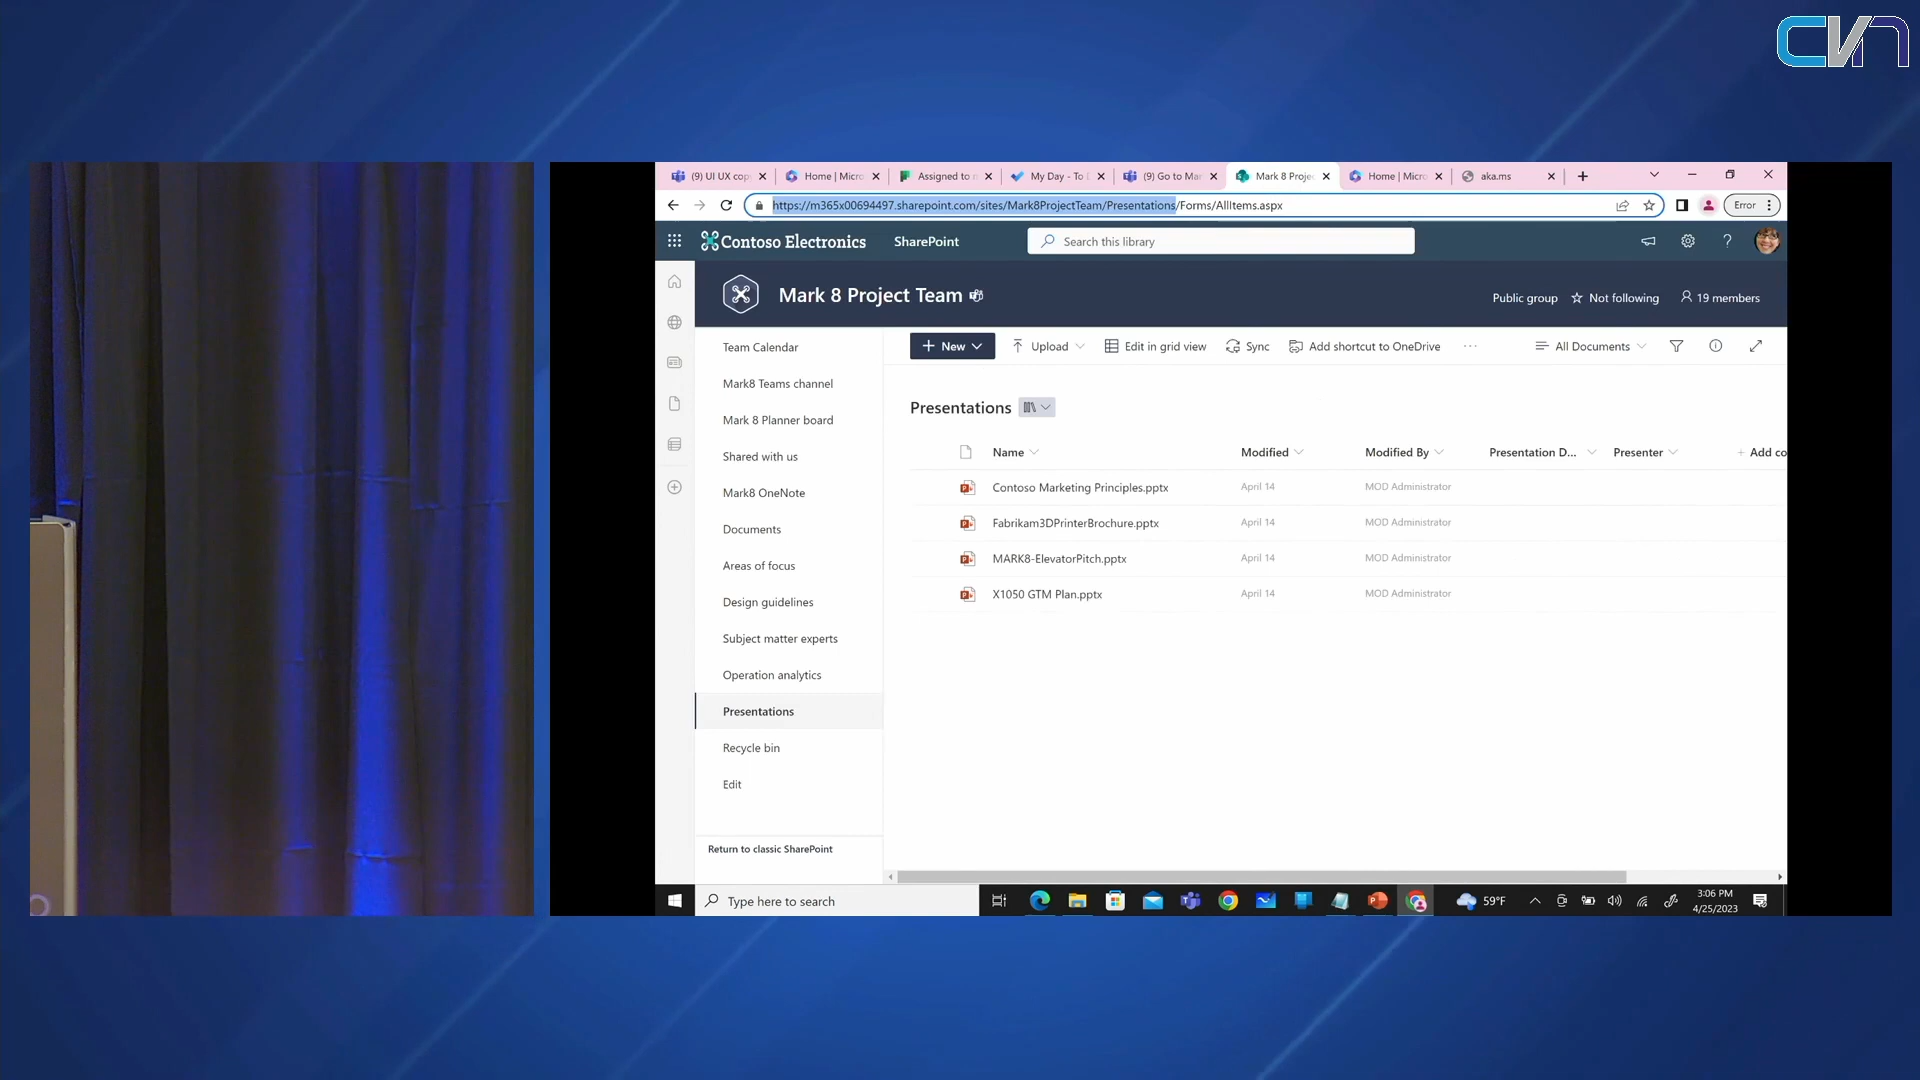 CVN
(9) UI UX cop
Home | Micro
Assigned to m
My Day - To D
(9) Go to Mar
Mark 8 Projec
Home | Micro
aka.ms
https://m365x00694497.sharepoint.com/sites/Mark8ProjectTeam/Presentations/Forms/AllItems.aspx
Error
Contoso Electronics
SharePoint
Search this library
Mark 8 Project Team
Public group
Not following
19 members
Team Calendar
Mark8 Teams channel
Mark 8 Planner board
Shared with us
Mark8 OneNote
Documents
Areas of focus
Design guidelines
Subject matter experts
Operation analytics
Presentations
Recycle bin
Edit
Return to classic SharePoint
New
Upload
Edit in grid view
Sync
Add shortcut to OneDrive
All Documents
Presentations
Name
Modified
Modified By
Presentation D...
Presenter
+ Add co
Contoso Marketing Principles.pptx
April 14
MOD Administrator
Fabrikam3DPrinterBrochure.pptx
April 14
MOD Administrator
MARK8-ElevatorPitch.pptx
April 14
MOD Administrator
X1050 GTM Plan.pptx
April 14
MOD Administrator
Type here to search
59°F
3:06 PM
4/25/2023